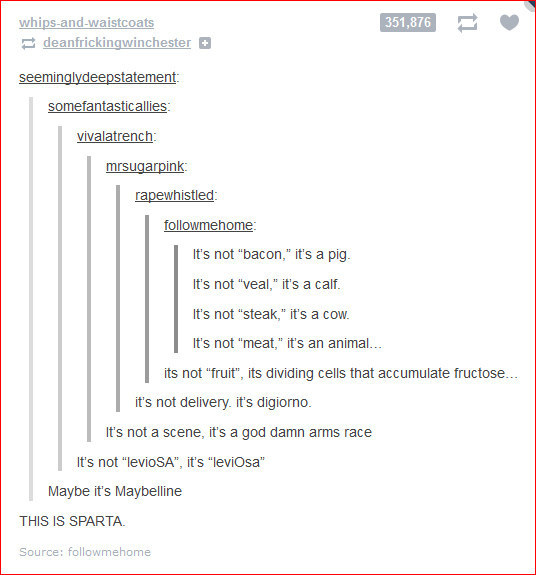 whips-and-waistcoats
351,876
deanfrickingwinchester
seeminglydeepstatement:
somefantasticallies:
vivalatrench:
mrsugarpink:
rapewhistled:
followmehome:
It's not “bacon,” it's a pig.
It's not “veal,” it's a calf.
It's not “steak,” it's a cow.
It's not “meat,” it's an animal…
its not “fruit”, its dividing cells that accumulate fructose…
it's not delivery. it's digiorno.
It's not a scene, it's a god damn arms race
It's not “levioSA”, it's “leviOsa”
Maybe it's Maybelline
THIS IS SPARTA.
Source: followmehome